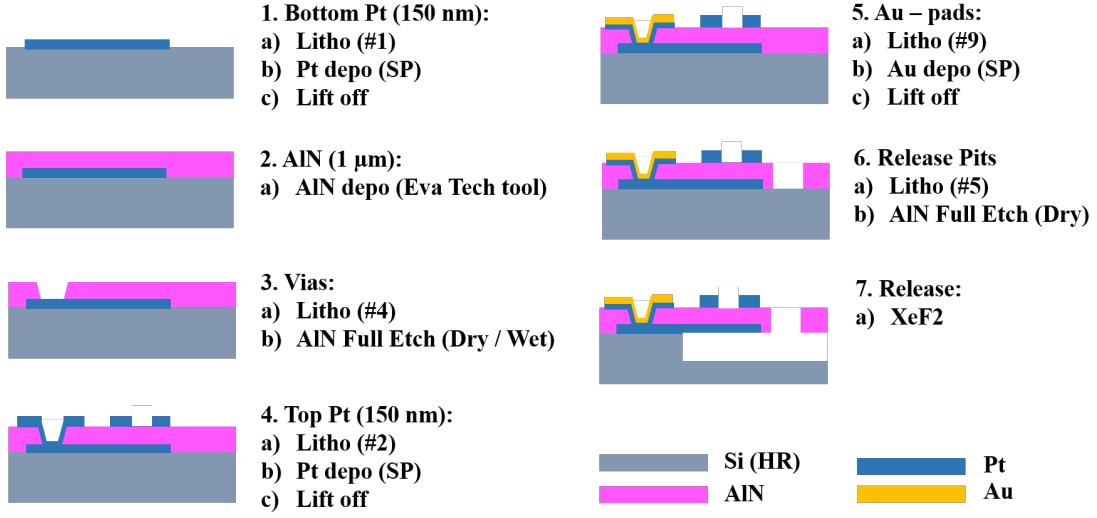 1. Bottom Pt (150 nm):
a) Litho (#1)
b) Pt depo (SP)
c) Lift off
2. AlN (1 μm):
a) AlN depo (Eva Tech tool)
3. Vias:
a) Litho (#4)
b) AlN Full Etch (Dry / Wet)
4. Top Pt (150 nm):
a) Litho (#2)
b) Pt depo (SP)
c) Lift off
5. Au – pads:
a) Litho (#9)
b) Au depo (SP)
c) Lift off
6. Release Pits
a) Litho (#5)
b) AlN Full Etch (Dry)
7. Release:
a) XeF2
Si (HR)
Pt
AlN
Au